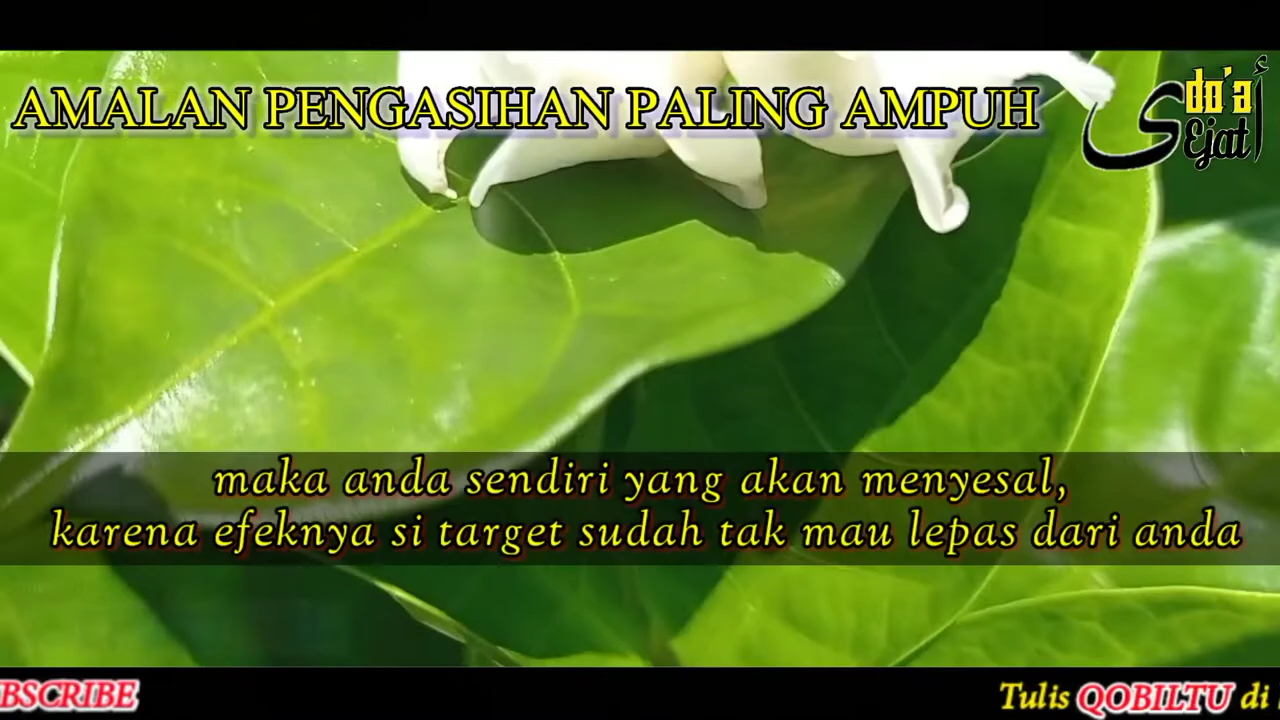 AMALAN PENGASIHAN PALING AMPUH
do'a
Ejati
maka anda sendiri yang akan menyesal,
karena efeknya si target sudah tak mau lepas dari anda
BSCRIBE
Tulis QOBILTU di